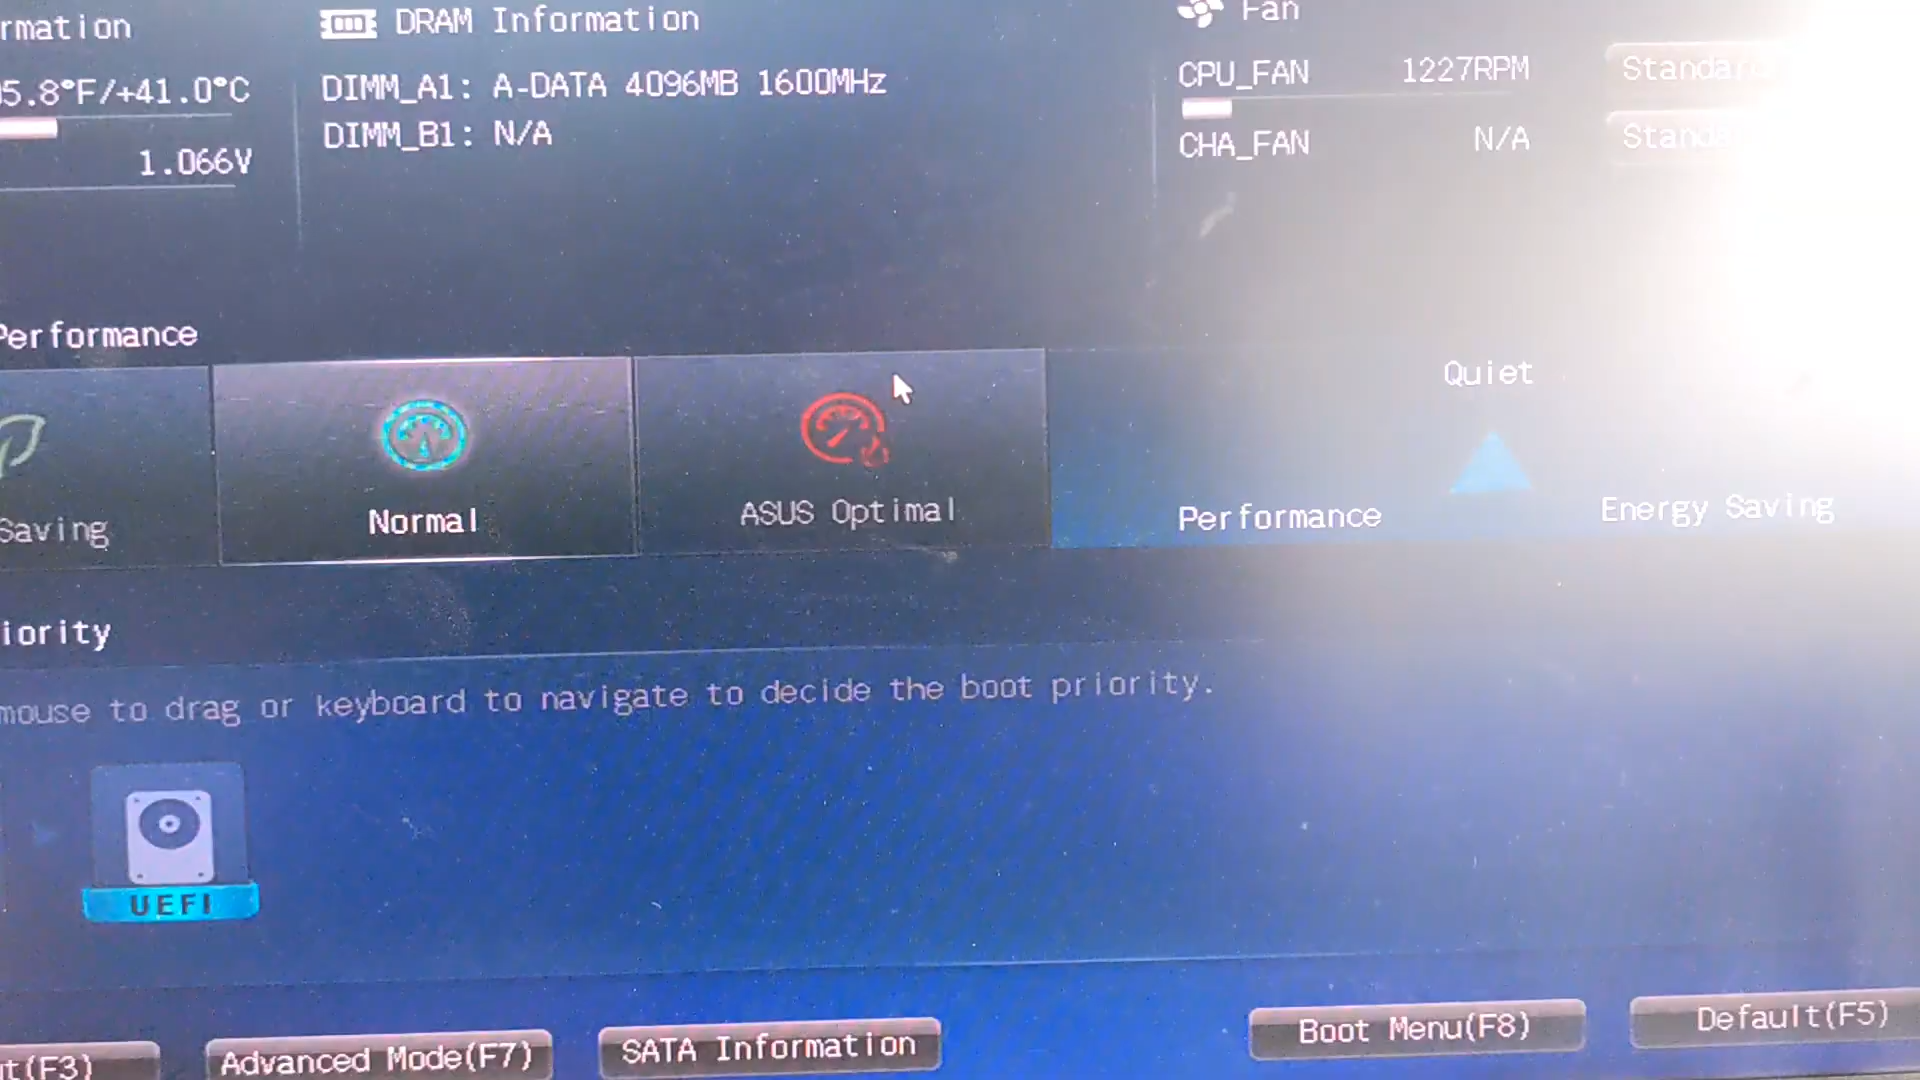 rmation
DRAM Information
Fan
5.8°F/+41.0°C
1.066V
DIMM_A1: A-DATA 4096MB 1600MHz
DIMM_B1: N/A
CPU_FAN 1227RPM Standard
CHA_FAN N/A Standa
Performance
Saving
Normal
ASUS Optimal
Quiet
Performance
Energy Saving
iority
mouse to drag or keyboard to navigate to decide the boot priority.
UEFI
t(F3)
Advanced Mode(F7)
SATA Information
Boot Menu(F8)
Default(F5)